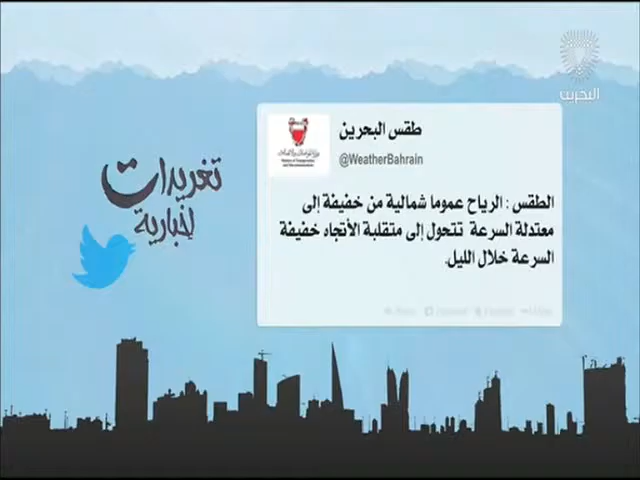 البحرين
طقس البحرين
@WeatherBahrain
تغريدات
إخبارية
الطقس : الرياح عموما شمالية من خفيفة إلى
معتدلة السرعة تتحول إلى متقلبة الأتجاه خفيفة
السرعة خلال الليل.